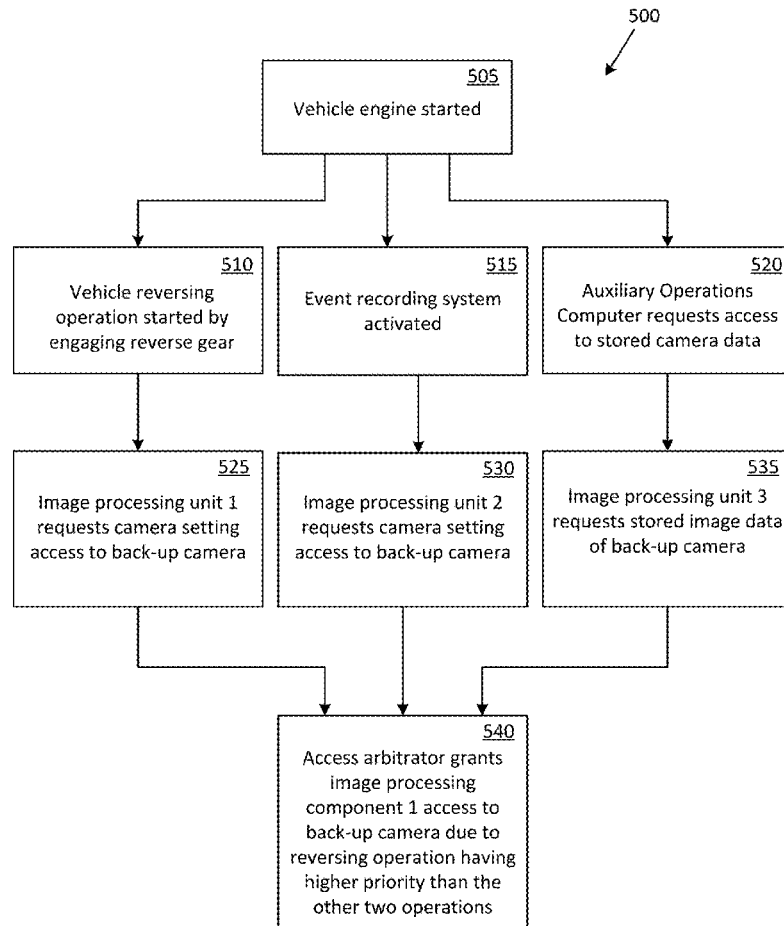 500
505
Vehicle engine started
510
Vehicle reversing
operation started by
engaging reverse gear
515
Event recording system
activated
520
Auxiliary Operations
Computer requests access
to stored camera data
525
Image processing unit 1
requests camera setting
access to back-up camera
530
Image processing unit 2
requests camera setting
access to back-up camera
535
Image processing unit 3
requests stored image data
of back-up camera
540
Access arbitrator grants
image processing
component 1 access to
back-up camera due to
reversing operation having
higher priority than the
other two operations